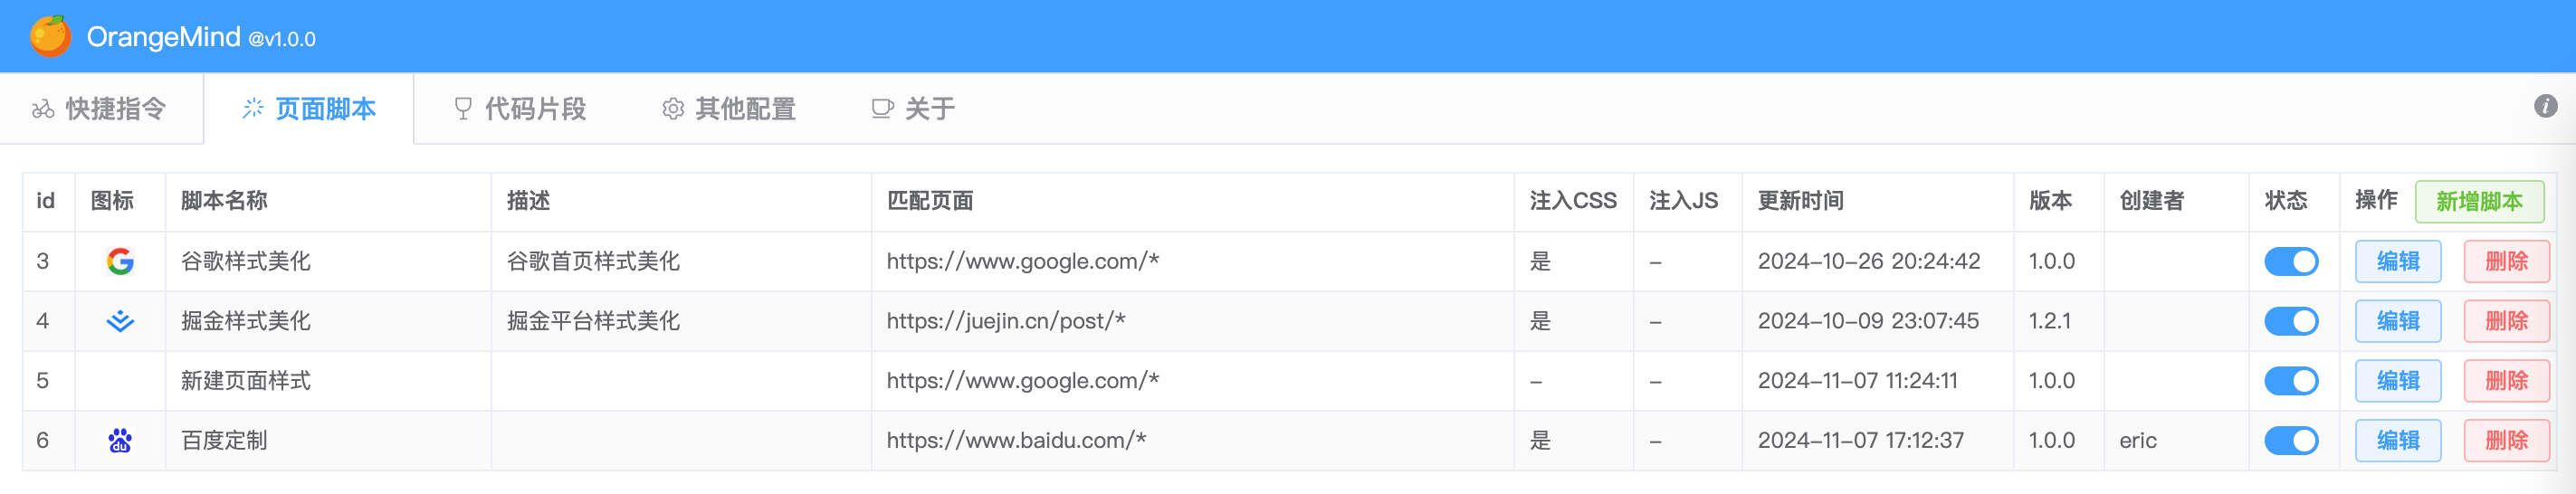 OrangeMind @v1.0.0
快捷指令 页面脚本 代码片段 其他配置 关于
id 图标 脚本名称 描述 匹配页面 注入CSS 注入JS 更新时间 版本 创建者 状态 操作 新增脚本
3 谷歌样式美化 谷歌首页样式美化 https://www.google.com/* 是 - 2024-10-26 20:24:42 1.0.0 编辑 删除
4 掘金样式美化 掘金平台样式美化 https://juejin.cn/post/* 是 - 2024-10-09 23:07:45 1.2.1 编辑 删除
5 新建页面样式 https://www.google.com/* - - 2024-11-07 11:24:11 1.0.0 编辑 删除
6 du 百度定制 https://www.baidu.com/* 是 - 2024-11-07 17:12:37 1.0.0 eric 编辑 删除